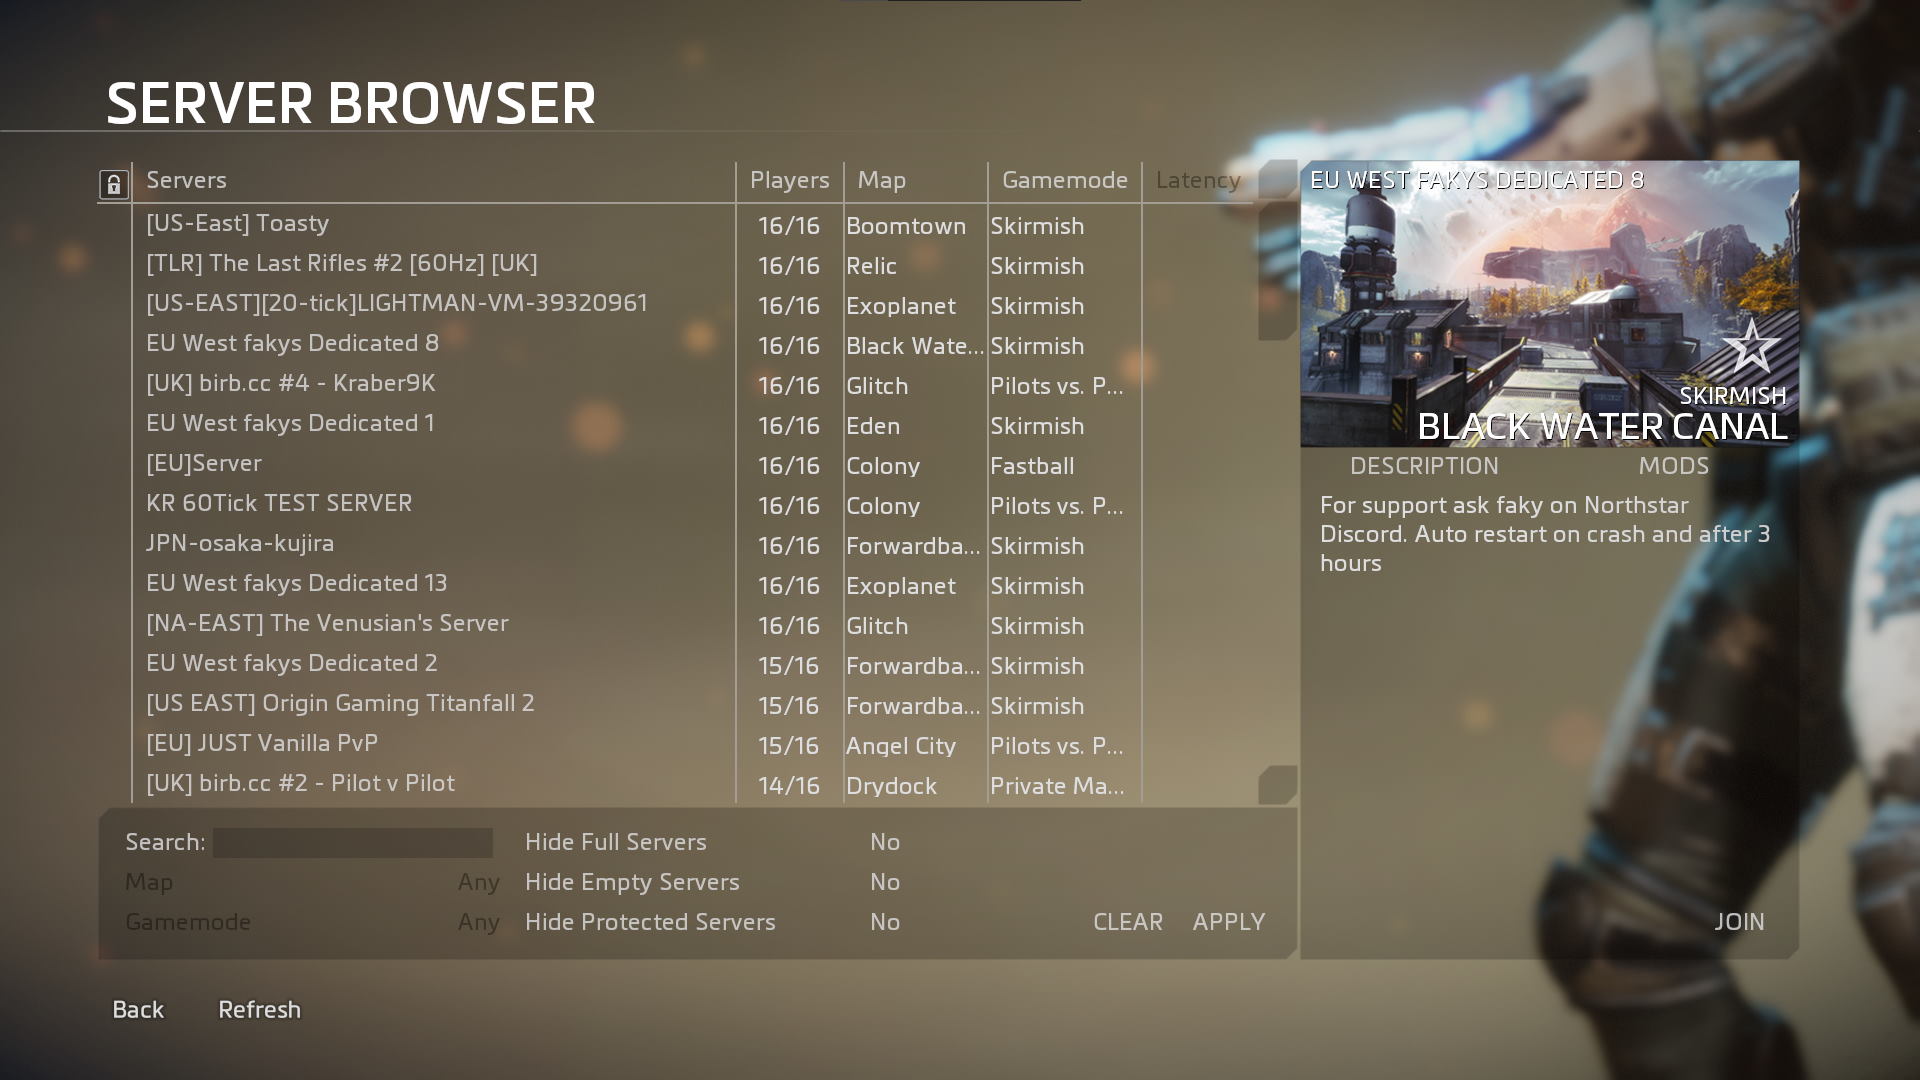 SERVER BROWSER
Servers Players Map Gamemode Latency
[US-East] Toasty 16/16 Boomtown Skirmish
[TLR] The Last Rifles #2 [60Hz] [UK] 16/16 Relic Skirmish
[US-EAST][20-tick]LIGHTMAN-VM-39320961 16/16 Exoplanet Skirmish
EU West fakys Dedicated 8 16/16 Black Wate... Skirmish
[UK] birb.cc #4 - Kraber9K 16/16 Glitch Pilots vs. P...
EU West fakys Dedicated 1 16/16 Eden Skirmish
[EU]Server 16/16 Colony Fastball
KR 60Tick TEST SERVER 16/16 Colony Pilots vs. P...
JPN-osaka-kujira 16/16 Forwardba... Skirmish
EU West fakys Dedicated 13 16/16 Exoplanet Skirmish
[NA-EAST] The Venusian's Server 16/16 Glitch Skirmish
EU West fakys Dedicated 2 15/16 Forwardba... Skirmish
[US EAST] Origin Gaming Titanfall 2 15/16 Forwardba... Skirmish
[EU] JUST Vanilla PvP 15/16 Angel City Pilots vs. P...
[UK] birb.cc #2 - Pilot v Pilot 14/16 Drydock Private Ma...
EU WEST FAKYS DEDICATED 8
SKIRMISH
BLACK WATER CANAL
DESCRIPTION MODS
For support ask faky on Northstar
Discord. Auto restart on crash and after 3
hours
Search: Hide Full Servers No
Map Any Hide Empty Servers No
Gamemode Any Hide Protected Servers No CLEAR APPLY
JOIN
Back Refresh